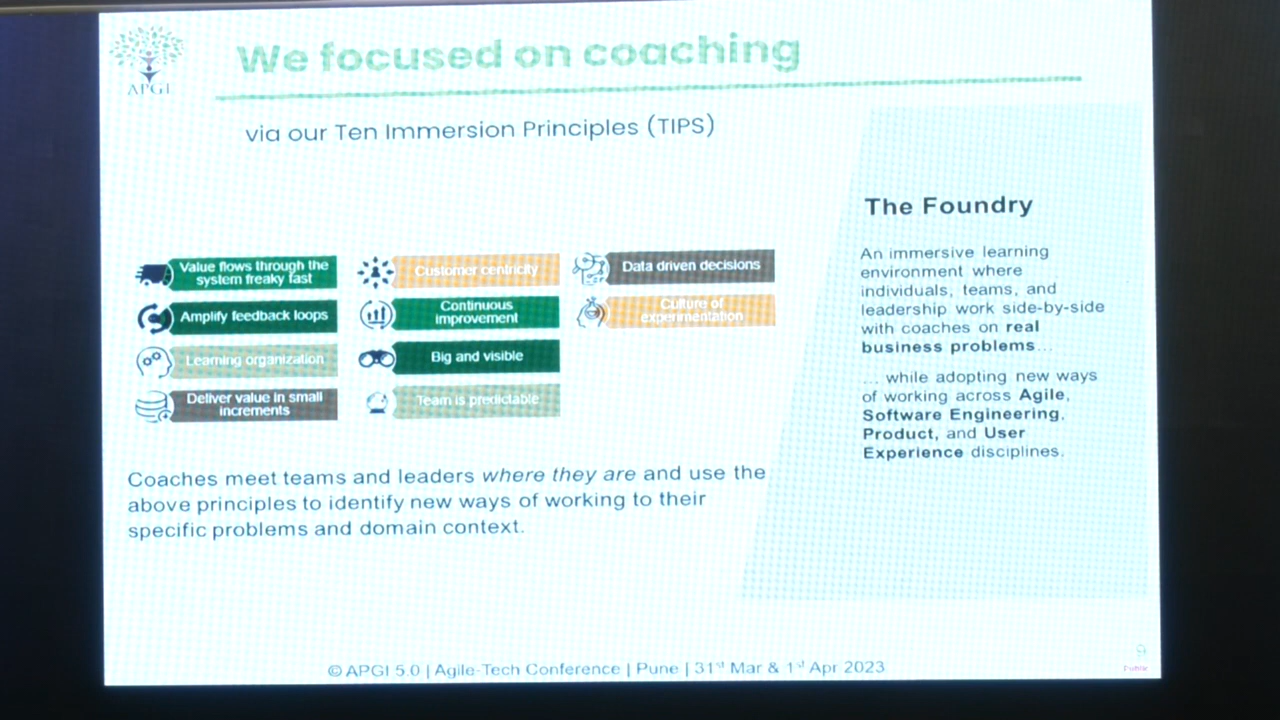 APGI
We focused on coaching
via our Ten Immersion Principles (TIPS)
Value flows through the
system freaky fast
Amplify feedback loops
Learning organization
Deliver value in small
increments
Customer centricity
Continuous
improvement
Big and visible
Team is predictable
Data driven decisions
Culture of
experimentation
Coaches meet teams and leaders where they are and use the
above principles to identify new ways of working to their
specific problems and domain context.
The Foundry
An immersive learning
environment where
individuals, teams, and
leadership work side-by-side
with coaches on real
business problems...
... while adopting new ways
of working across Agile,
Software Engineering,
Product, and User
Experience disciplines.
© APGI 5.0 | Agile-Tech Conference | Pune | 31st Mar & 1st Apr 2023
9
Public